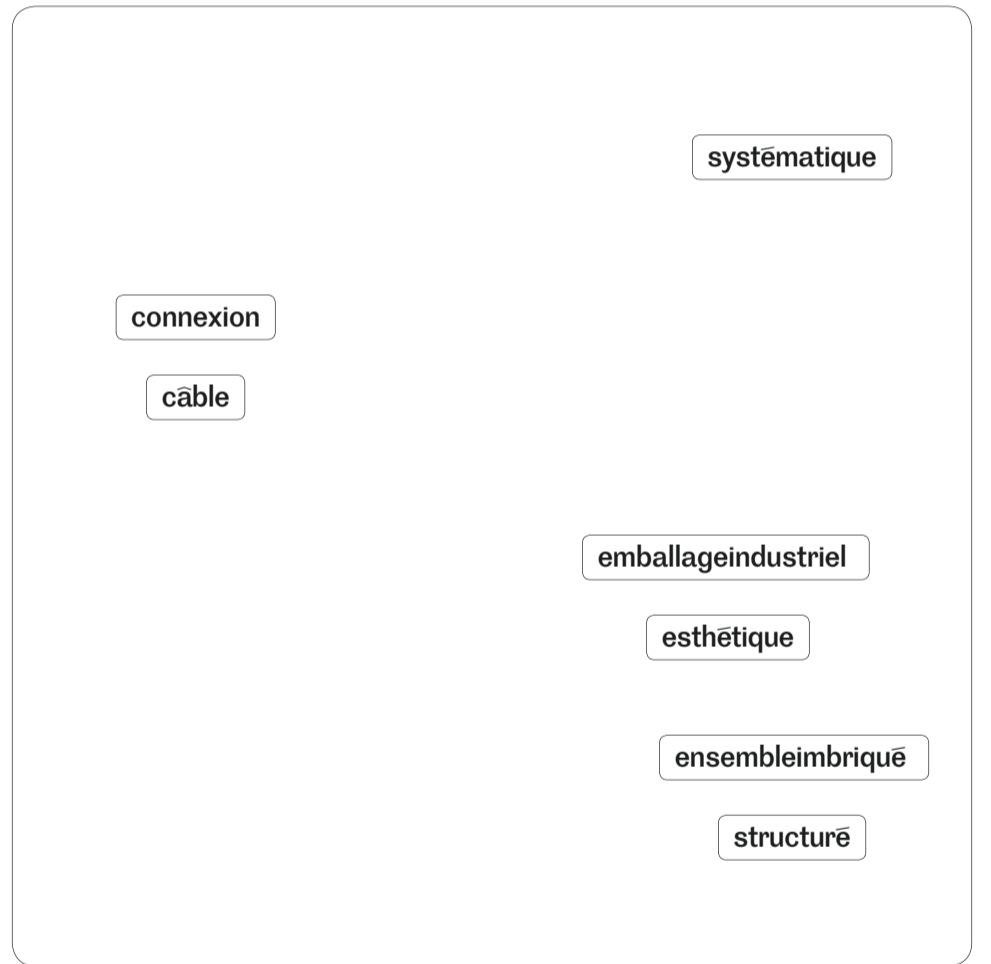 systématique
connexion
câble
emballageindustriel
esthétique
ensembleimbriqué
structuré